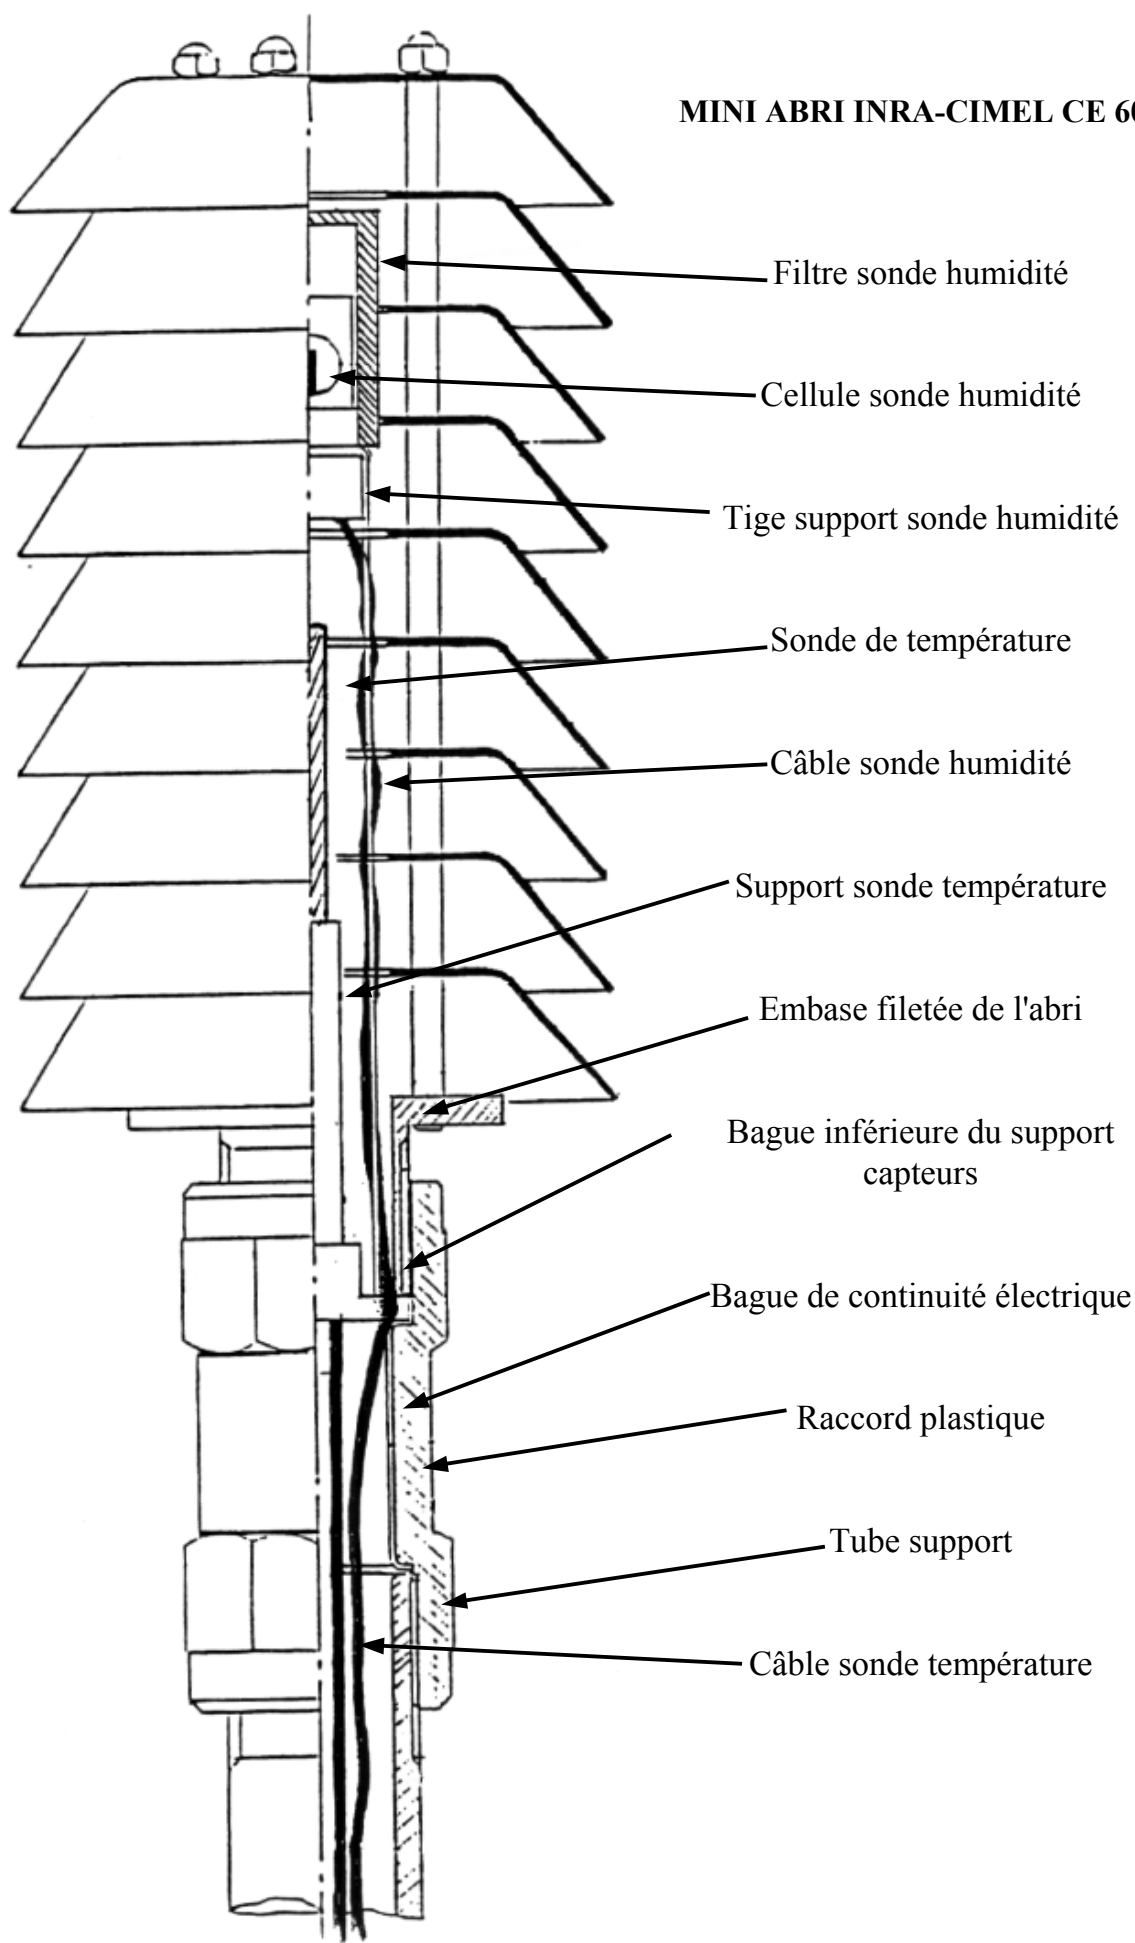 MINI ABRI INRA-CIMEL CE 60
Filtre sonde humidité
Cellule sonde humidité
Tige support sonde humidité
Sonde de température
Câble sonde humidité
Support sonde température
Embase filetée de l'abri
Bague inférieure du support
capteurs
Bague de continuité électrique
Raccord plastique
Tube support
Câble sonde température